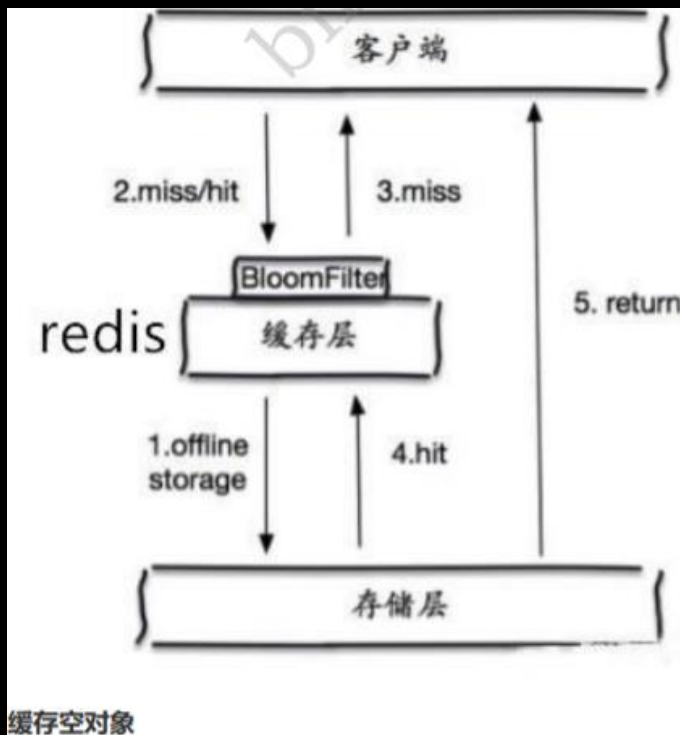 客户端
2.miss/hit
3.miss
BloomFilter
redis
缓存层
5. return
1.offline
storage
4.hit
存储层
缓存空对象